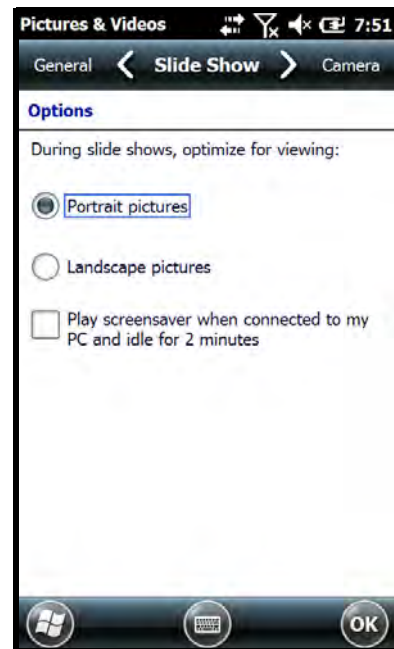 Pictures & Videos 7:51
General Slide Show Camera
Options
During slide shows, optimize for viewing:
Portrait pictures
Landscape pictures
Play screensaver when connected to my
PC and idle for 2 minutes
OK